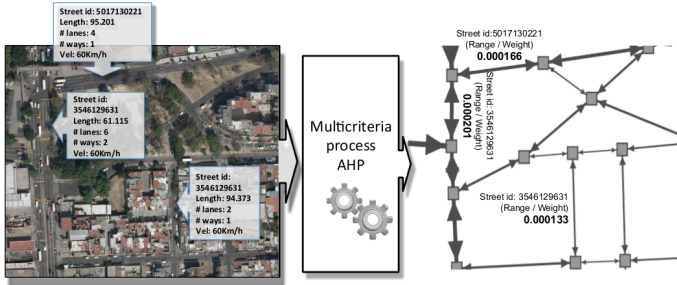 Street id: 5017130221
Length: 95.201
# lanes: 4
# ways: 1
Vel: 60Km/h
Street id:
3546129631
Length: 61.115
# lanes: 6
# ways: 2
Vel: 60Km/h
Street id:
3546129631
Length: 94.373
# lanes: 2
# ways: 1
Vel: 60Km/h
Multicriteria
process
AHP
Street id:5017130221
(Range / Weight)
0.000166
Street id: 3546129631
(Range / Weight)
0.000201
Street id: 3546129631
(Range / Weight)
0.000133